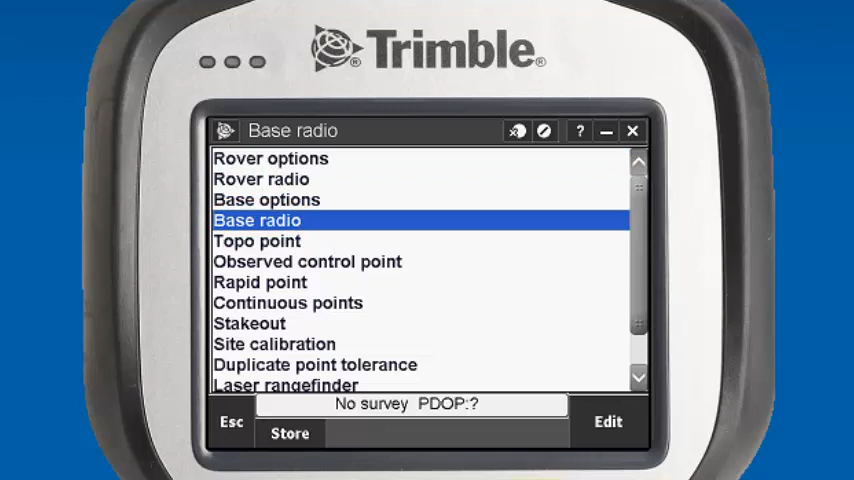 Trimble
Base radio
? — X
Rover options
Rover radio
Base options
Base radio
Topo point
Observed control point
Rapid point
Continuous points
Stakeout
Site calibration
Duplicate point tolerance
Laser rangefinder
No survey PDOP:?
Esc
Edit
Store